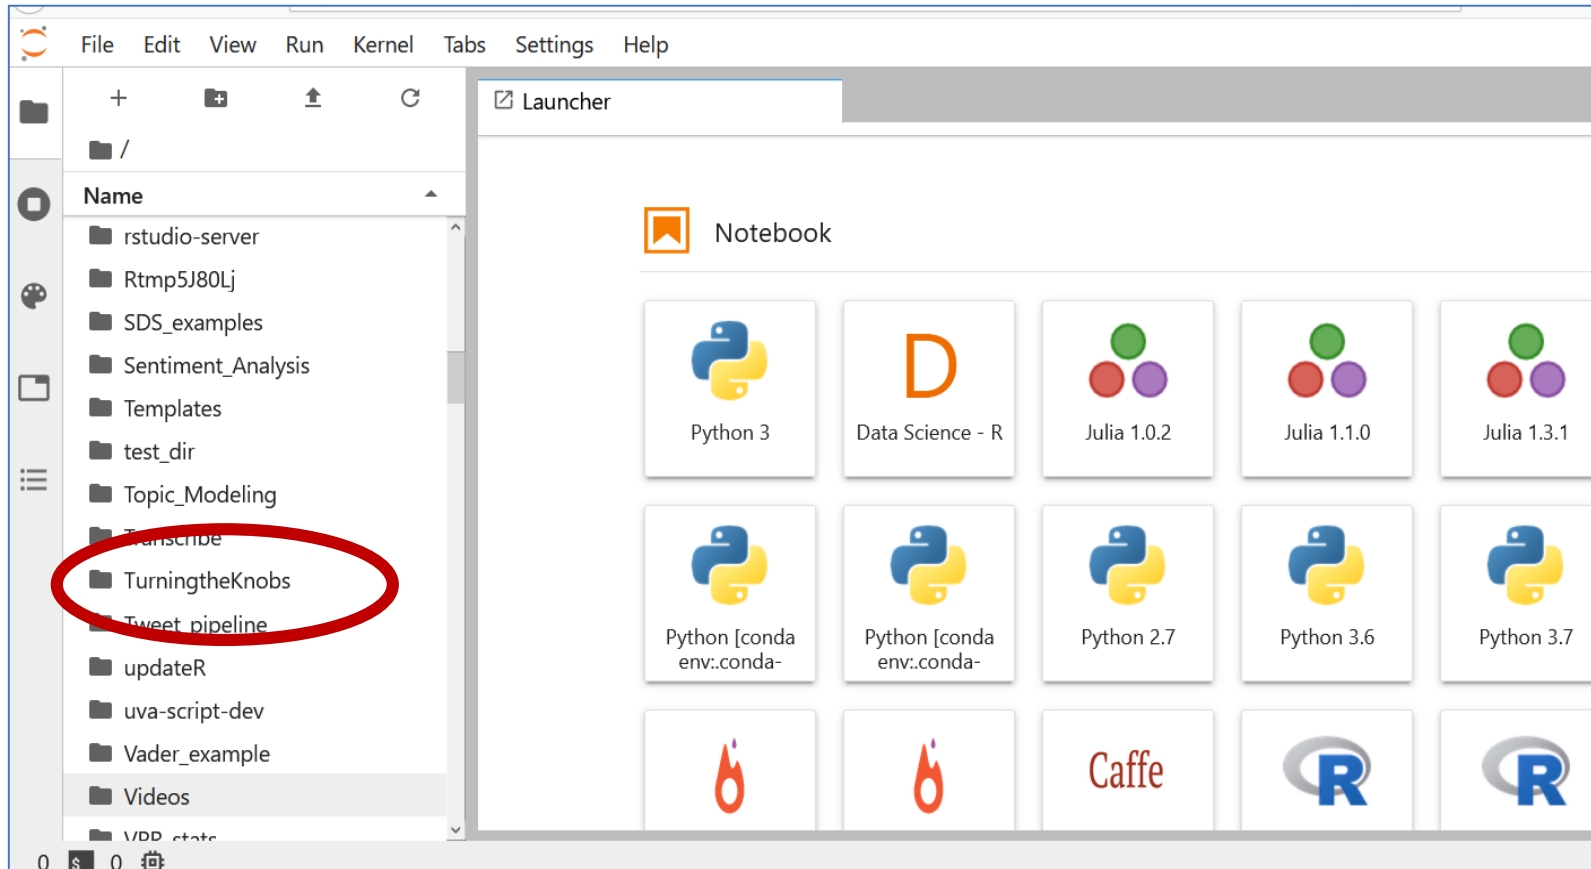 File Edit View Run Kernel Tabs Settings Help
Launcher
/
Name
rstudio-server
Rtmp5J80Lj
SDS_examples
Sentiment_Analysis
Templates
test_dir
Topic_Modeling
Transcribe
TurningtheKnobs
Tweet_pipeline
updateR
uva-script-dev
Vader_example
Videos
VPR_stats
Notebook
Python 3
Data Science - R
Julia 1.0.2
Julia 1.1.0
Julia 1.3.1
Python [conda
env:.conda-
Python [conda
env:.conda-
Python 2.7
Python 3.6
Python 3.7
Caffe
0 $ 0